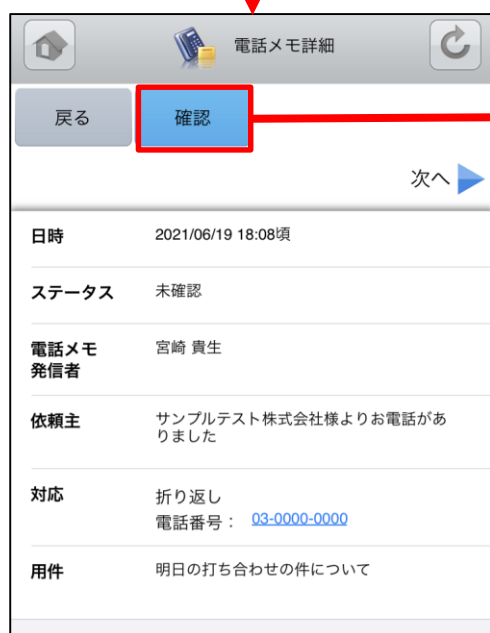 電話メモ詳細
戻る
確認
次へ
日時 2021/06/19 18:08頃
ステータス 未確認
電話メモ 宮崎 貴生
発信者
依頼主 サンプルテスト株式会社様よりお電話があ
りました
対応 折り返し
電話番号： 03-0000-0000
用件 明日の打ち合わせの件について